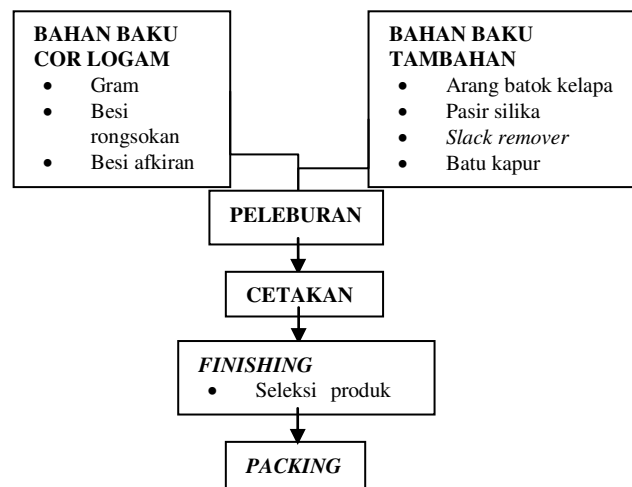 BAHAN BAKU
COR LOGAM
• Gram
• Besi
rongsokan
• Besi afkiran
BAHAN BAKU
TAMBAHAN
• Arang batok kelapa
• Pasir silika
• Slack remover
• Batu kapur
PELEBURAN
CETAKAN
FINISHING
• Seleksi produk
PACKING